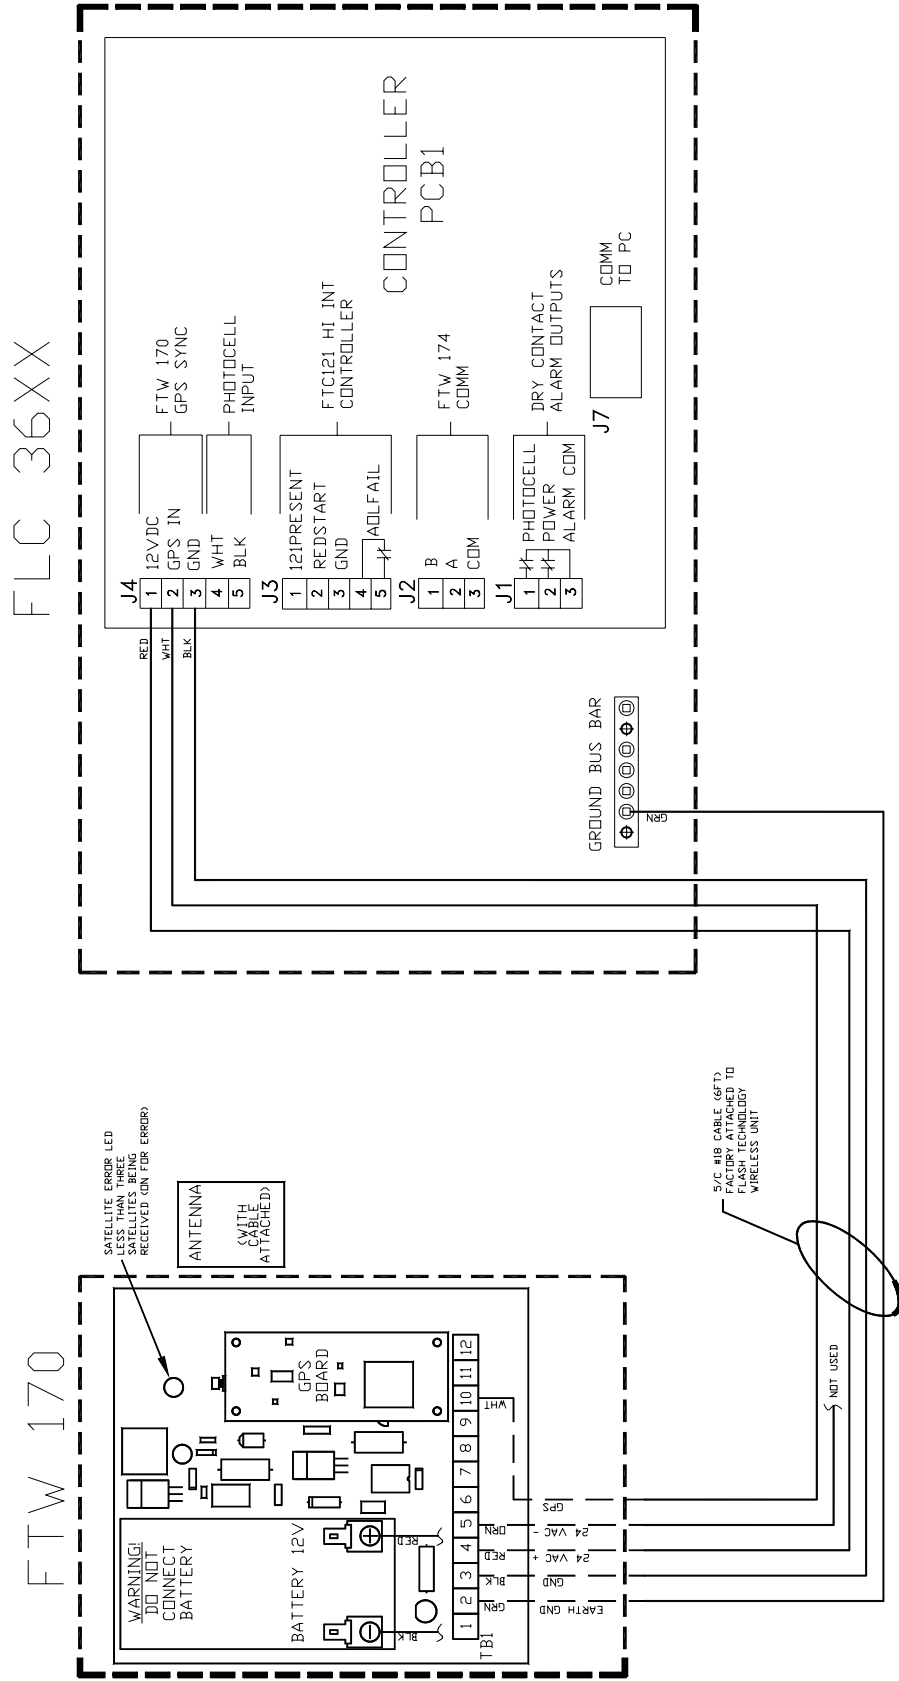 FLC 36XX
CONTROLLER
PCB1
J4
1
2
3
4
5
12VDC
GPS IN
GND
WHT
BLK
FTW 170
GPS SYNC
PHOTOCELL
INPUT
J3
1
2
3
4
5
121PRESENT
REDSTART
GND
AOLFAIL
FTC121 HI INT
CONTROLLER
J2
1
2
3
B
A
COM
FTW 174
COMM
J1
1
2
3
PHOTOCELL
POWER
ALARM COM
DRY CONTACT
ALARM OUTPUTS
J7
COMM
TO PC
RED
WHT
BLK
GROUND BUS BAR
GRN
FTW 170
SATELLITE ERROR LED
LESS THAN THREE
SATELLITES BEING
RECEIVED (ON FOR ERROR)
ANTENNA
(WITH
CABLE
ATTACHED)
GPS
BOARD
WARNING!
DO NOT
CONNECT
BATTERY
BATTERY 12V
RED
BLK
TB1
1
2
3
4
5
6
7
8
9
10
11
12
GRN
BLK
RED
ORN
WHT
EARTH GND
GND
24 VAC +
24 VAC -
GPS
NOT USED
5/C #18 CABLE (6FT)
FACTORY ATTACHED TO
FLASH TECHNOLOGY
WIRELESS UNIT